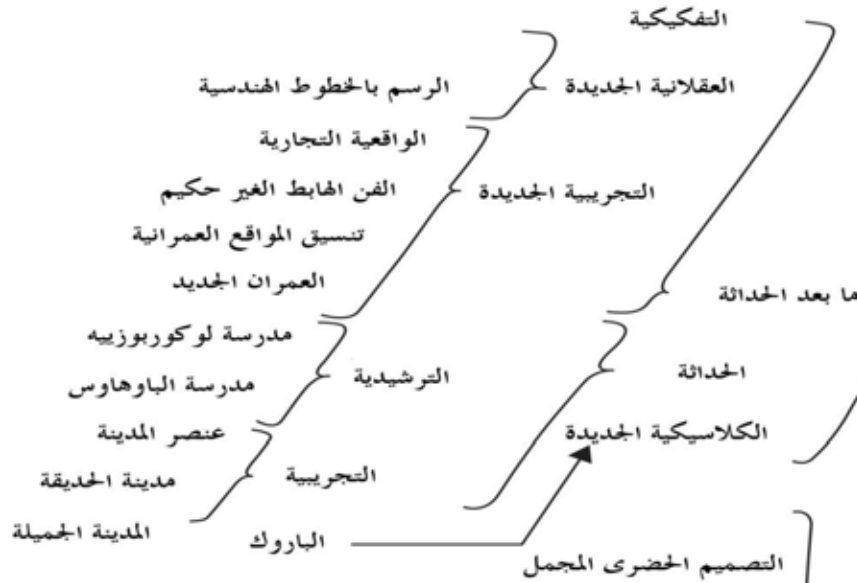 التفكيكية
العقلانية الجديدة
الرسم بالخطوط الهندسية
الواقعية التجارية
التجريبية الجديدة
الفن الهابط الغير حكيم
تنسيق المواقع العمرانية
العمران الجديد
ما بعد الحداثة
مدرسة لوكوربوزييه
الحداثة
الترشيدية
مدرسة الباوهاوس
الكلاسيكية الجديدة
عنصر المدينة
التجريبية
مدينة الحديقة
المدينة الجميلة
الباروك
التصميم الحضرى المجمل